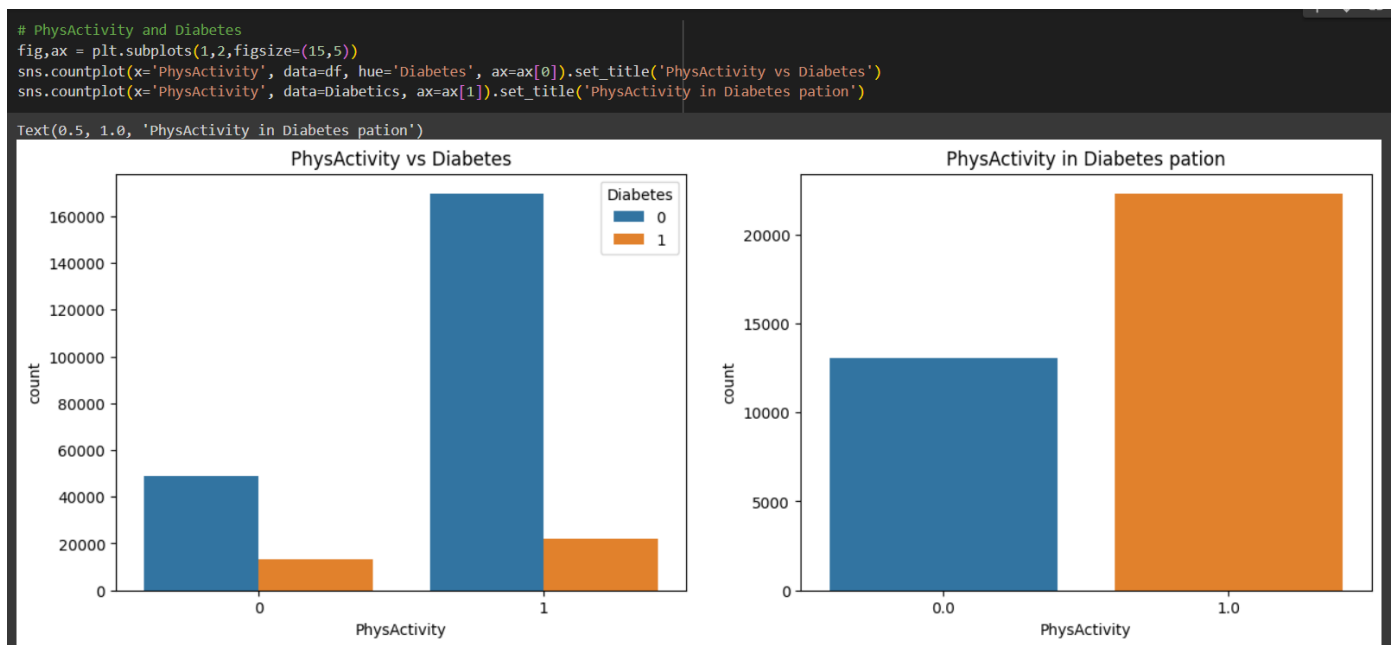 # PhysActivity and Diabetes
fig,ax = plt.subplots(1,2,figsize=(15,5))
sns.countplot(x='PhysActivity', data=df, hue='Diabetes', ax=ax[0]).set_title('PhysActivity vs Diabetes')
sns.countplot(x='PhysActivity', data=Diabetics, ax=ax[1]).set_title('PhysActivity in Diabetes pation')
Text(0.5, 1.0, 'PhysActivity in Diabetes pation')
PhysActivity vs Diabetes
Diabetes
0
1
160000
140000
120000
100000
80000
60000
40000
20000
0
count
0
1
PhysActivity
PhysActivity in Diabetes pation
20000
15000
10000
5000
0
count
0.0
1.0
PhysActivity